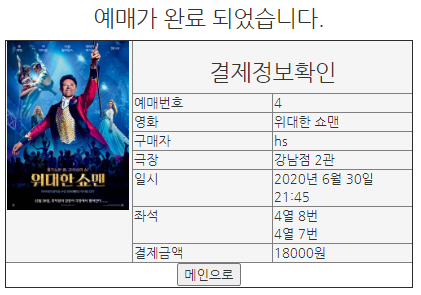 예매가 완료 되었습니다.
결제정보확인
예매번호 4
영화 위대한 쇼맨
구매자 hs
극장 강남점 2관
일시 2020년 6월 30일
21:45
좌석 4열 8번
4열 7번
결제금액 18000원
위대한 쇼맨
메인으로